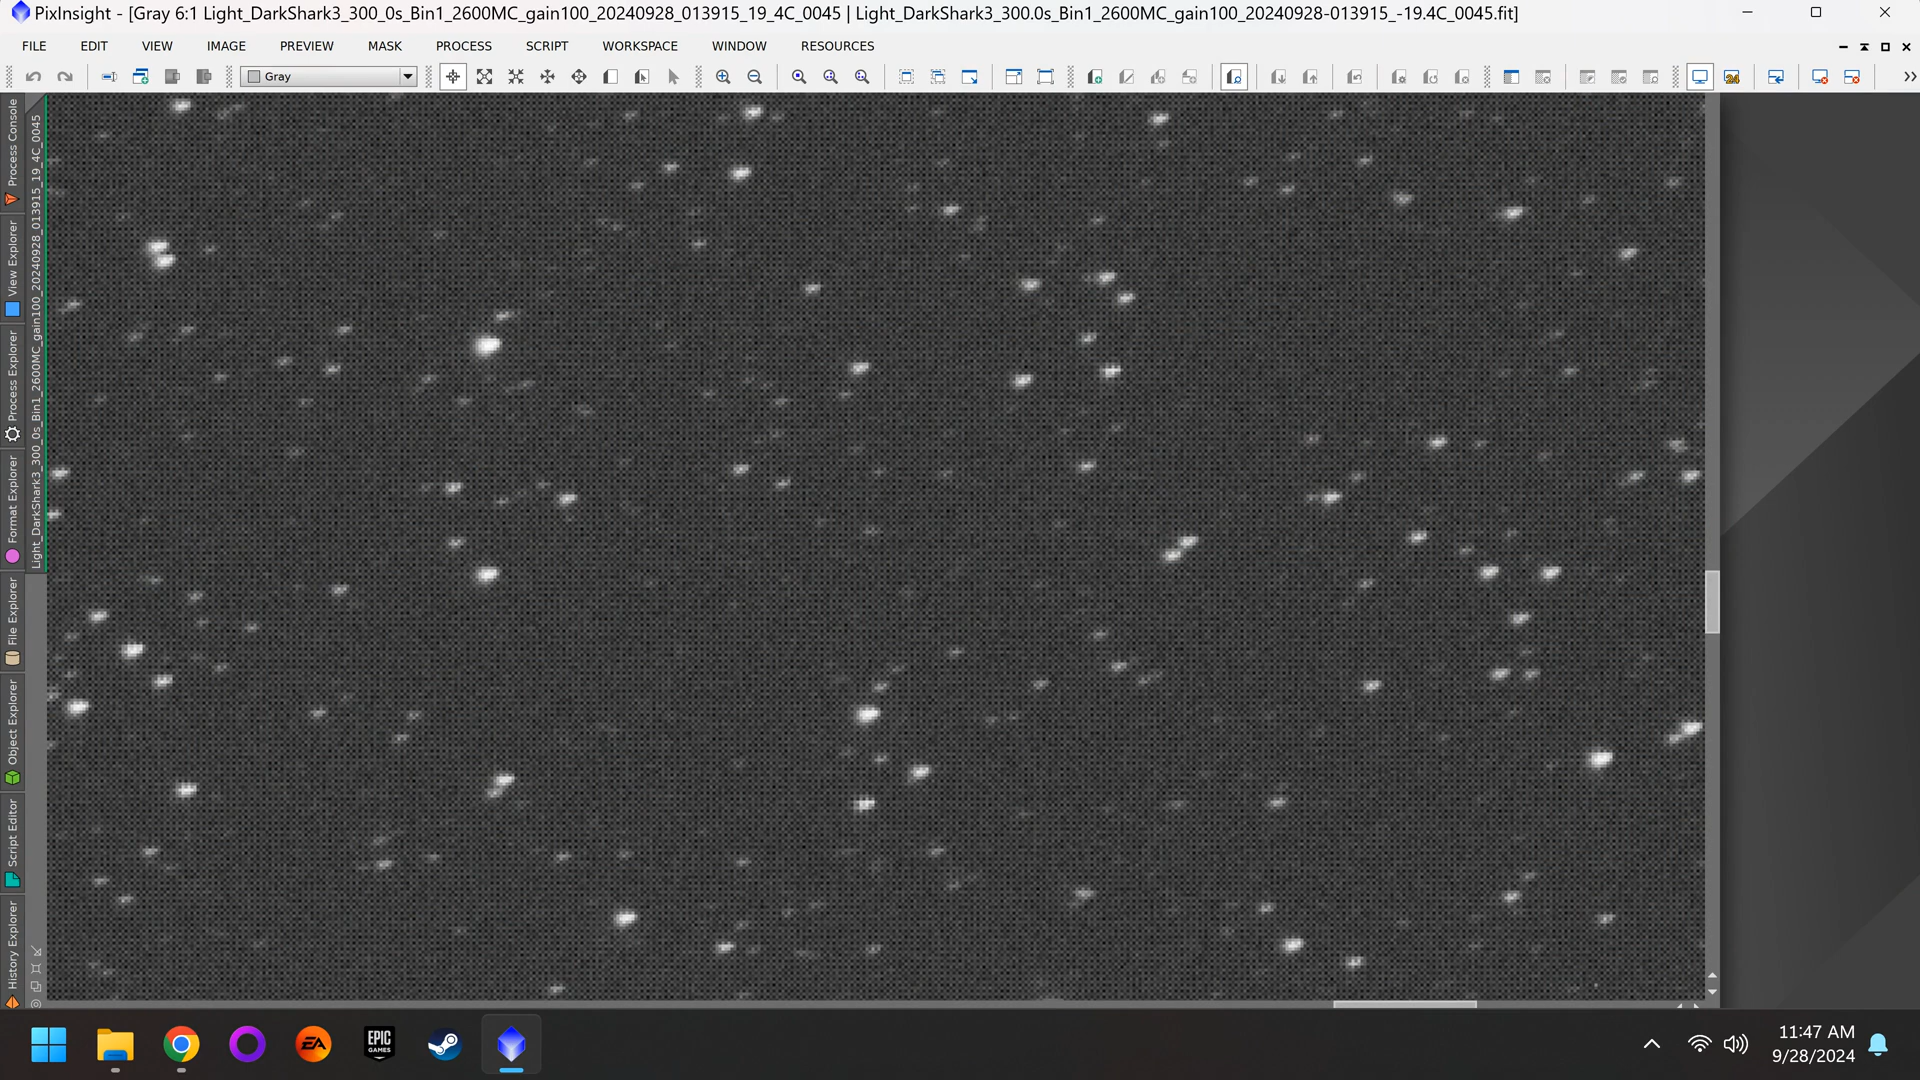 PixInsight - [Gray 6:1 Light_DarkShark3_300_0s_Bin1_2600MC_gain100_20240928_013915_19_4C_0045 | Light_DarkShark3_300.0s_Bin1_2600MC_gain100_20240928-013915_-19.4C_0045.fit]
FILE EDIT VIEW IMAGE PREVIEW MASK PROCESS SCRIPT WORKSPACE WINDOW RESOURCES
Gray
24
Process Console
View Explorer
Process Explorer
Format Explorer
File Explorer
Object Explorer
Script Editor
History Explorer
Light_DarkShark3_300_0s_Bin1_2600MC_gain100_20240928_013915_19_4C_0045
EA
EPIC
GAMES
11:47 AM
9/28/2024